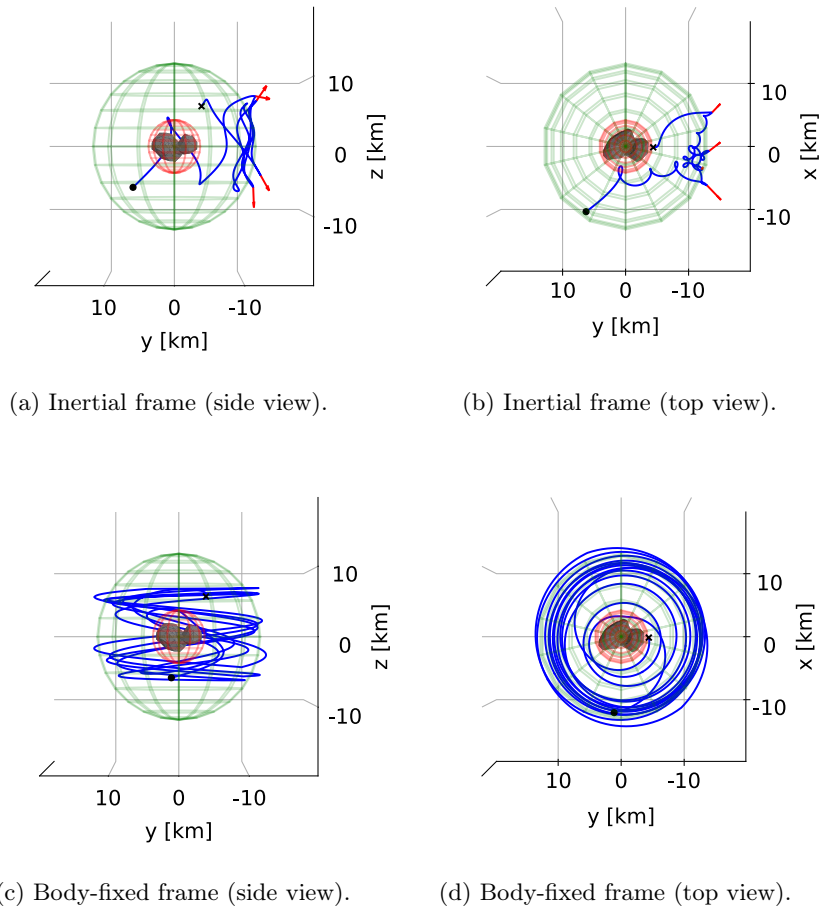 10
0
-10
z [km]
10 0 -10
y [km]
10
0
-10
x [km]
10 0 -10
y [km]
(a) Inertial frame (side view).
(b) Inertial frame (top view).
10
0
-10
z [km]
10 0 -10
y [km]
10
0
-10
x [km]
10 0 -10
y [km]
c) Body-fixed frame (side view).
(d) Body-fixed frame (top view).